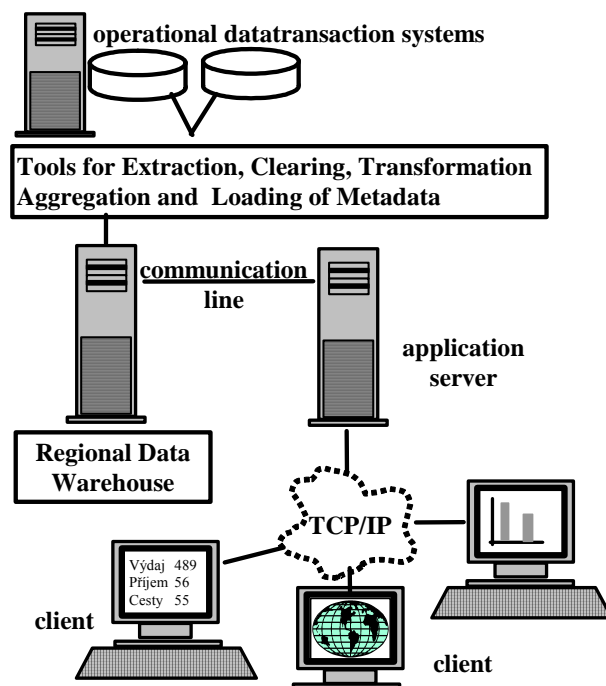 operational datatransaction systems
Tools for Extraction, Clearing, Transformation
Aggregation and Loading of Metadata
communication
line
application
server
Regional Data
Warehouse
TCP/IP
Výdaj 489
Příjem 56
Cesty 55
client
client